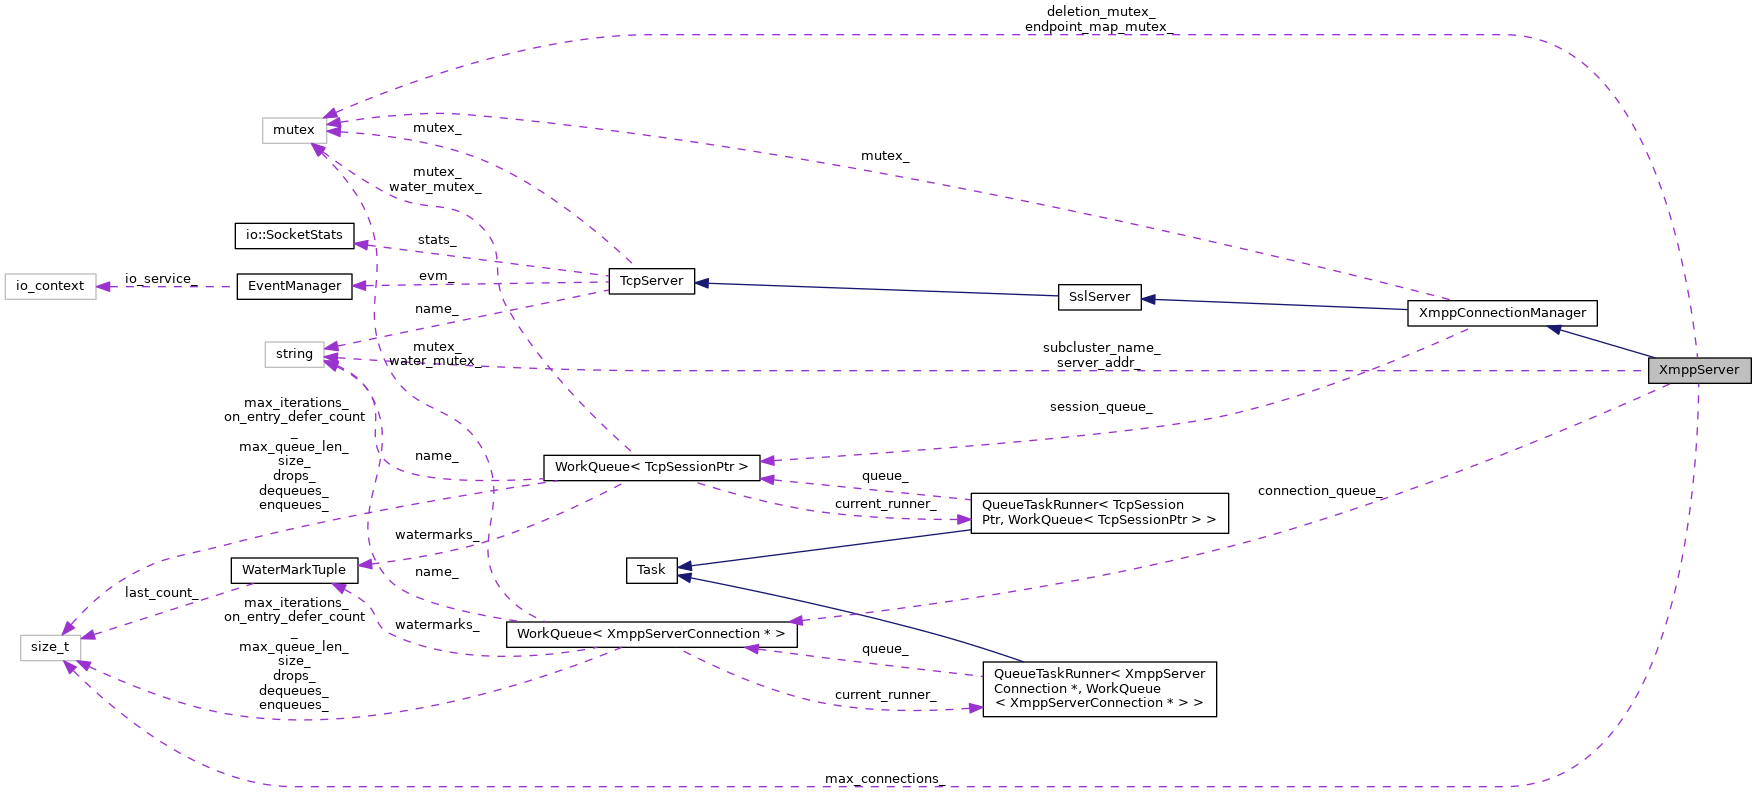 deletion_mutex_
endpoint_map_mutex_
mutex
mutex_
mutex_
mutex_
water_mutex_
io::SocketStats
stats_
io_context
io_service_
EventManager
evm_
TcpServer
SslServer
XmppConnectionManager
name_
string
mutex_
water_mutex_
subcluster_name_
server_addr_
XmppServer
max_iterations_
on_entry_defer_count
_
max_queue_len_
size_
drops_
dequeues_
enqueues_
session_queue_
name_
WorkQueue< TcpSessionPtr >
queue_
current_runner_
QueueTaskRunner< TcpSession
Ptr, WorkQueue< TcpSessionPtr > >
connection_queue_
watermarks_
WaterMarkTuple
name_
Task
last_count_
max_iterations_
on_entry_defer_count
_
max_queue_len_
size_
drops_
dequeues_
enqueues_
watermarks_
size_t
WorkQueue< XmppServerConnection * >
queue_
current_runner_
QueueTaskRunner< XmppServer
Connection *, WorkQueue
< XmppServerConnection * > >
max_connections_